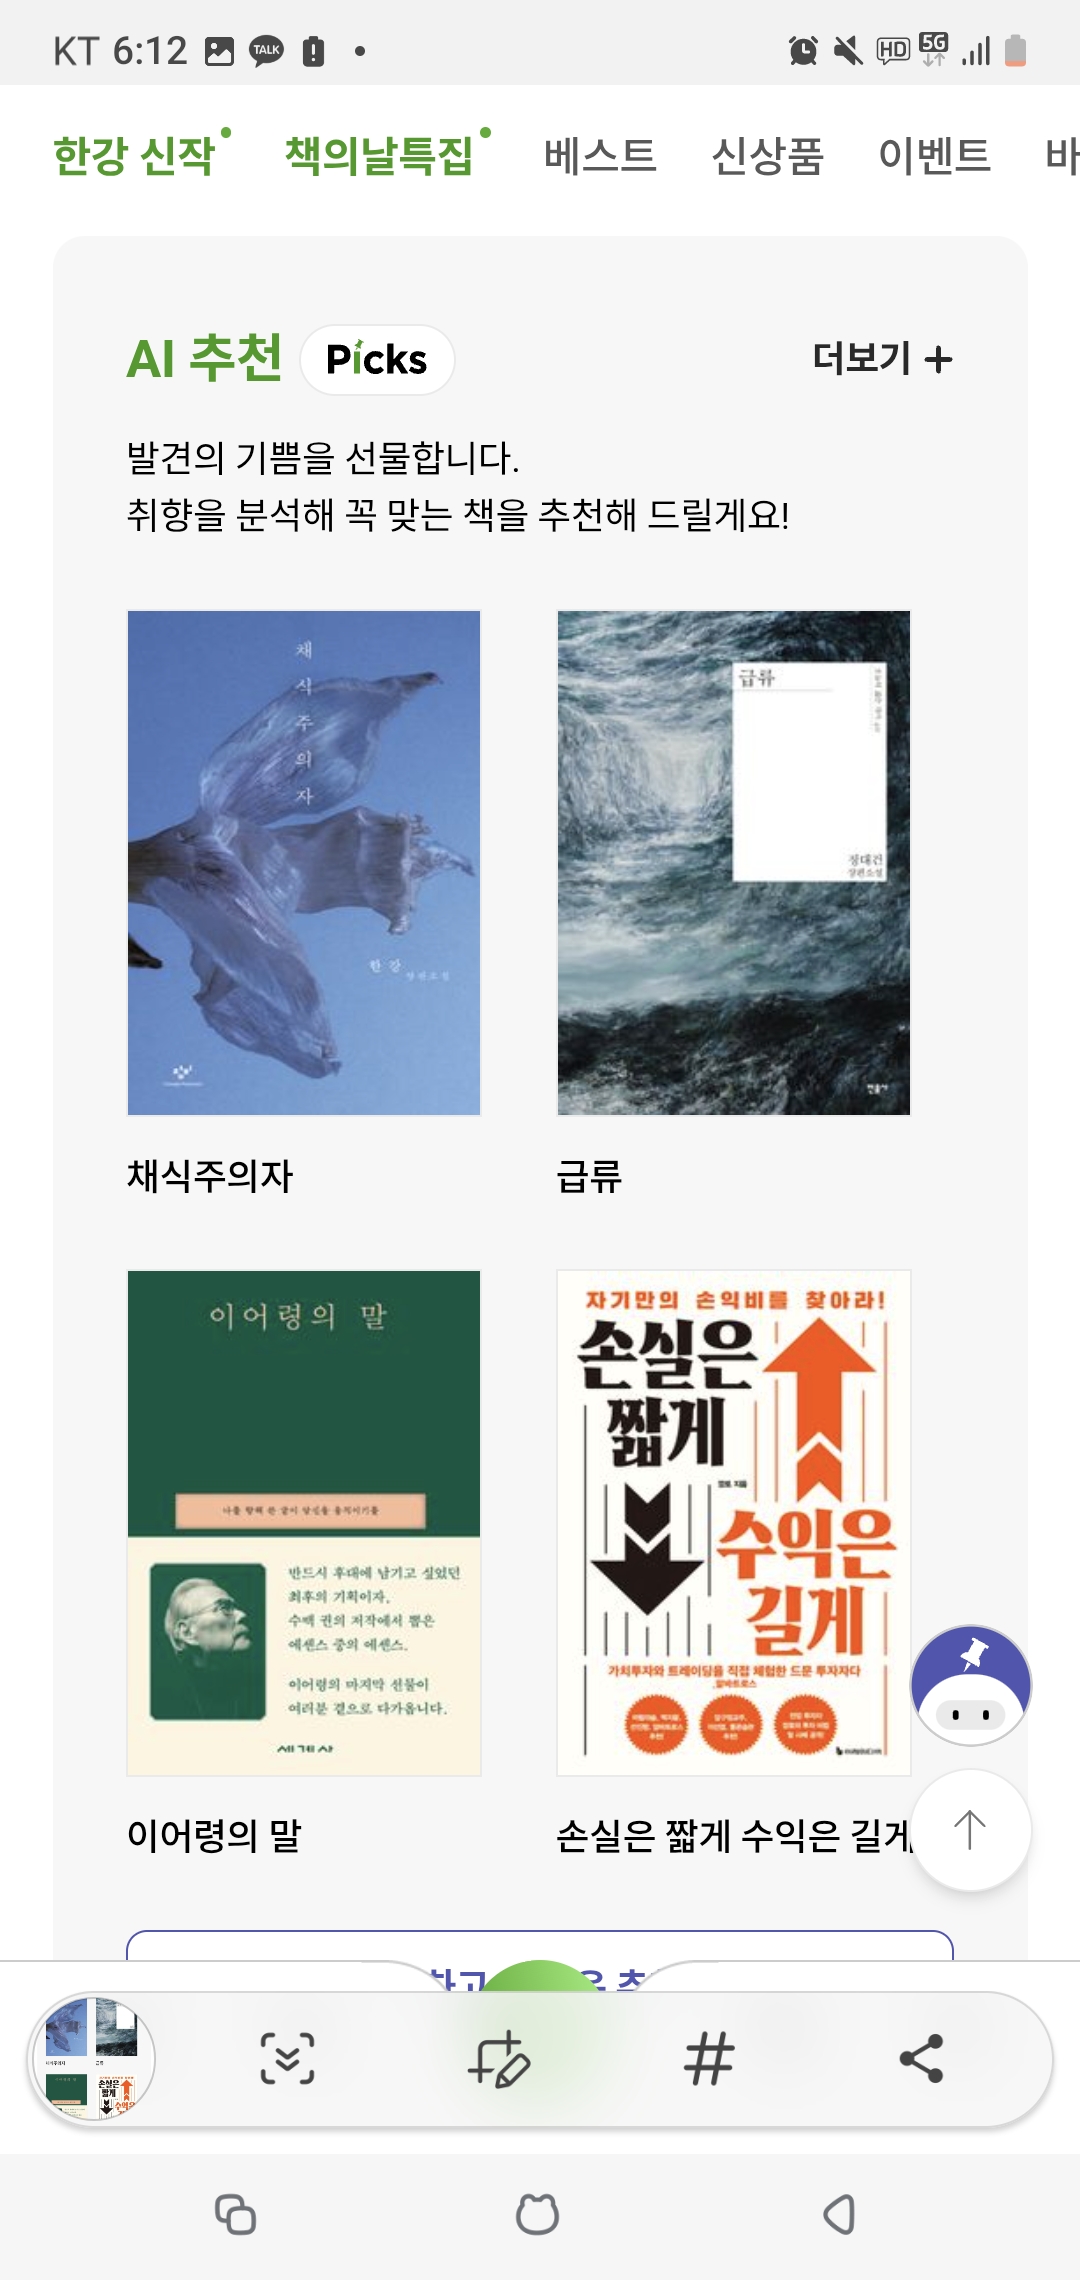 KT 6:12
TALK
HD
5G
한강 신작 책의날특집 베스트 신상품 이벤트
AI 추천 Picks 더보기 +
발견의 기쁨을 선물합니다.
취향을 분석해 꼭 맞는 책을 추천해 드릴게요!
채식주의자
한강 장편소설
급류
정대건
장편소설
민음사
채식주의자
급류
이어령의 말
나를 향해 쓴 글이 당신을 움직이기를
반드시 후대에 남기고 싶었던
최후의 기획이자,
수백 권의 저작에서 뽑은
에센스 중의 에센스.
이어령의 마지막 선물이
여러분 곁으로 다가옵니다.
세계사
자기만의 손익비를 찾아라!
손실은
짧게
수익은
길게
가치투자와 트레이딩을 직접 체험한 드문 투자자다
_알바트로스
이어령의 말
손실은 짧게 수익은 길게